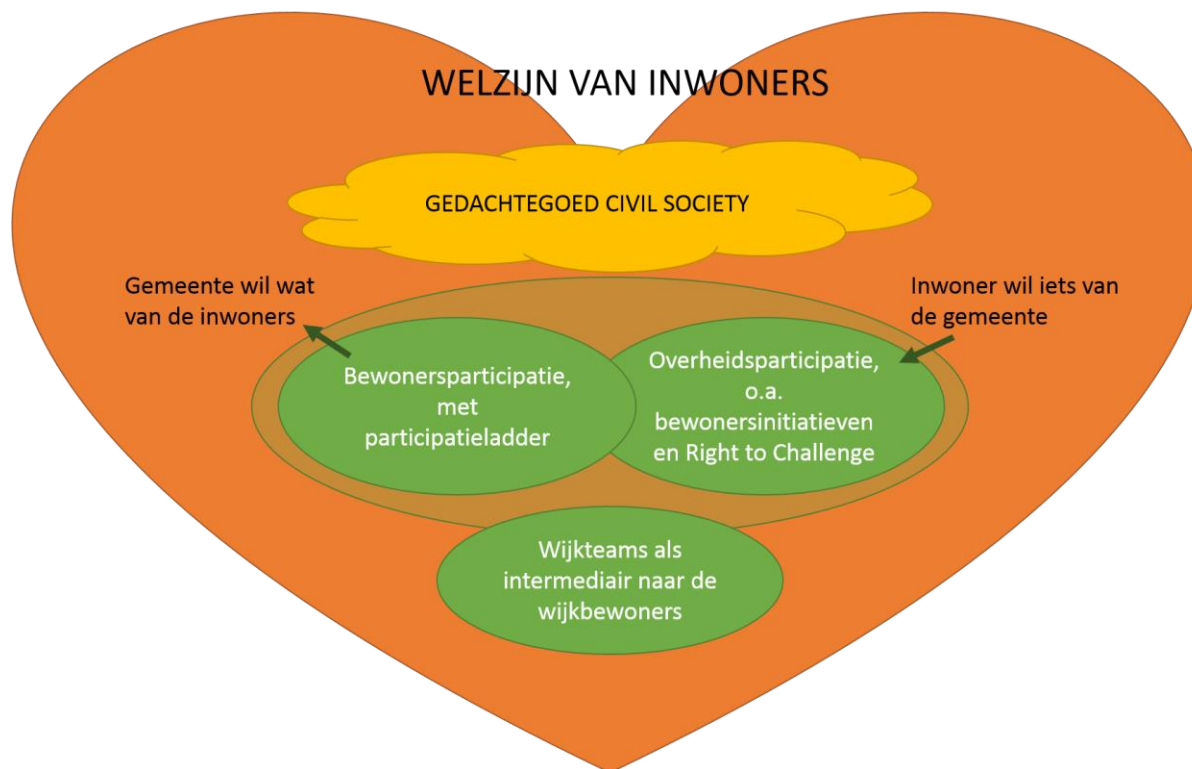 WELZIJN VAN INWONERS
GEDACHTEGOED CIVIL SOCIETY
Gemeente wil wat
van de inwoners
Inwoner wil iets van
de gemeente
Bewonersparticipatie,
met
participatieladder
Overheidsparticipatie,
o.a.
bewonersinitiatieven
en Right to Challenge
Wijkteams als
intermediair naar de
wijkbewoners